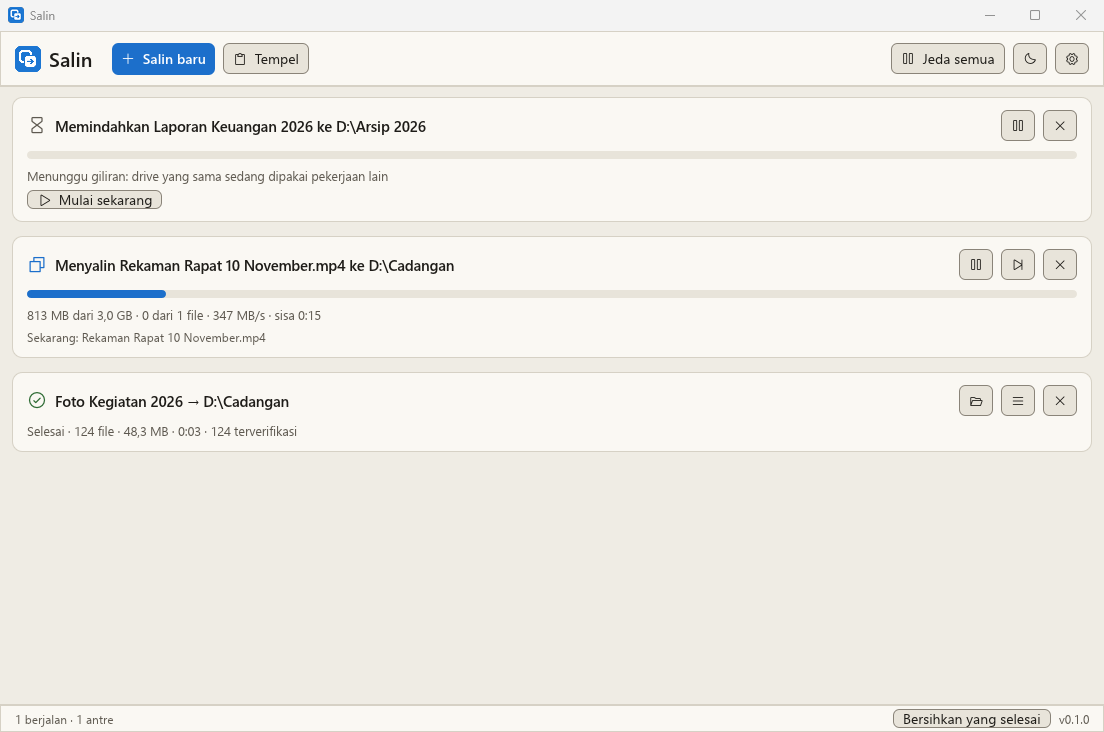 Salin
Salin
Salin baru
Tempel
Jeda semua
Memindahkan Laporan Keuangan 2026 ke D:\Arsip 2026
Menunggu giliran: drive yang sama sedang dipakai pekerjaan lain
Mulai sekarang
Menyalin Rekaman Rapat 10 November.mp4 ke D:\Cadangan
813 MB dari 3,0 GB · 0 dari 1 file · 347 MB/s · sisa 0:15
Sekarang: Rekaman Rapat 10 November.mp4
Foto Kegiatan 2026 → D:\Cadangan
Selesai · 124 file · 48,3 MB · 0:03 · 124 terverifikasi
1 berjalan · 1 antre
Bersihkan yang selesai
v0.1.0